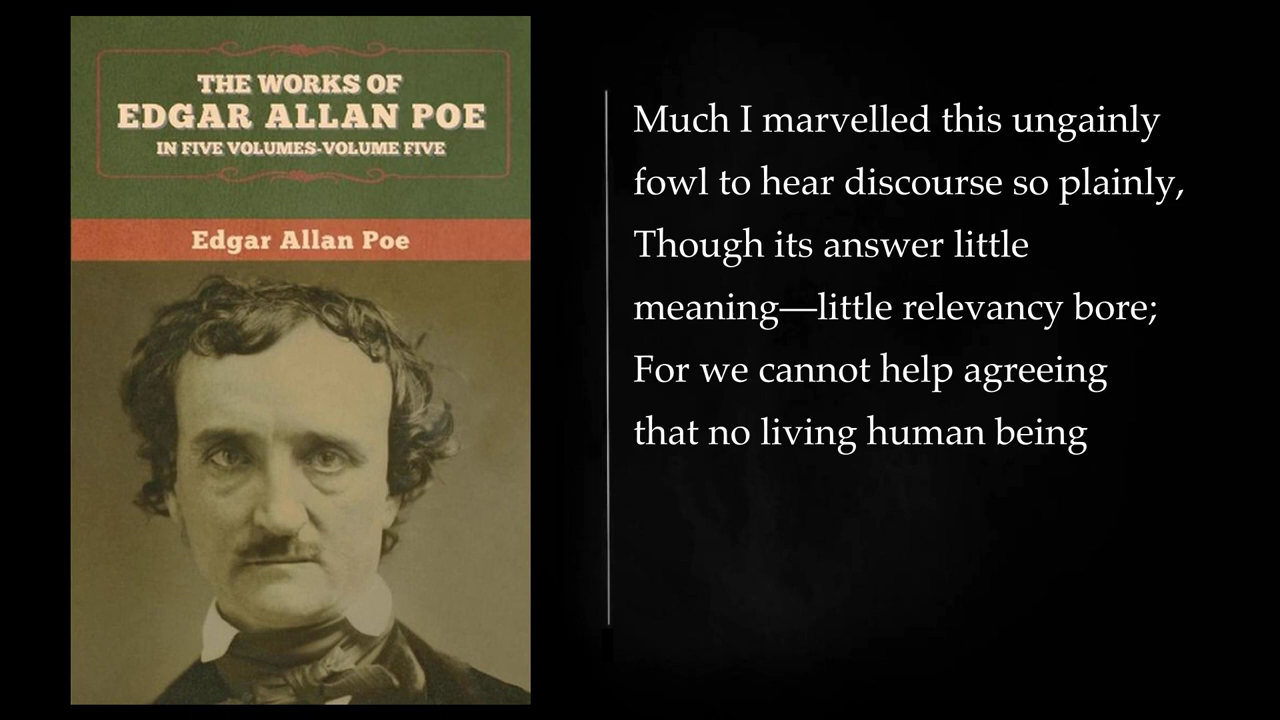 THE WORKS OF
EDGAR ALLAN POE
IN FIVE VOLUMES-VOLUME FIVE
Edgar Allan Poe
Much I marvelled this ungainly
fowl to hear discourse so plainly,
Though its answer little
meaning—little relevancy bore;
For we cannot help agreeing
that no living human being